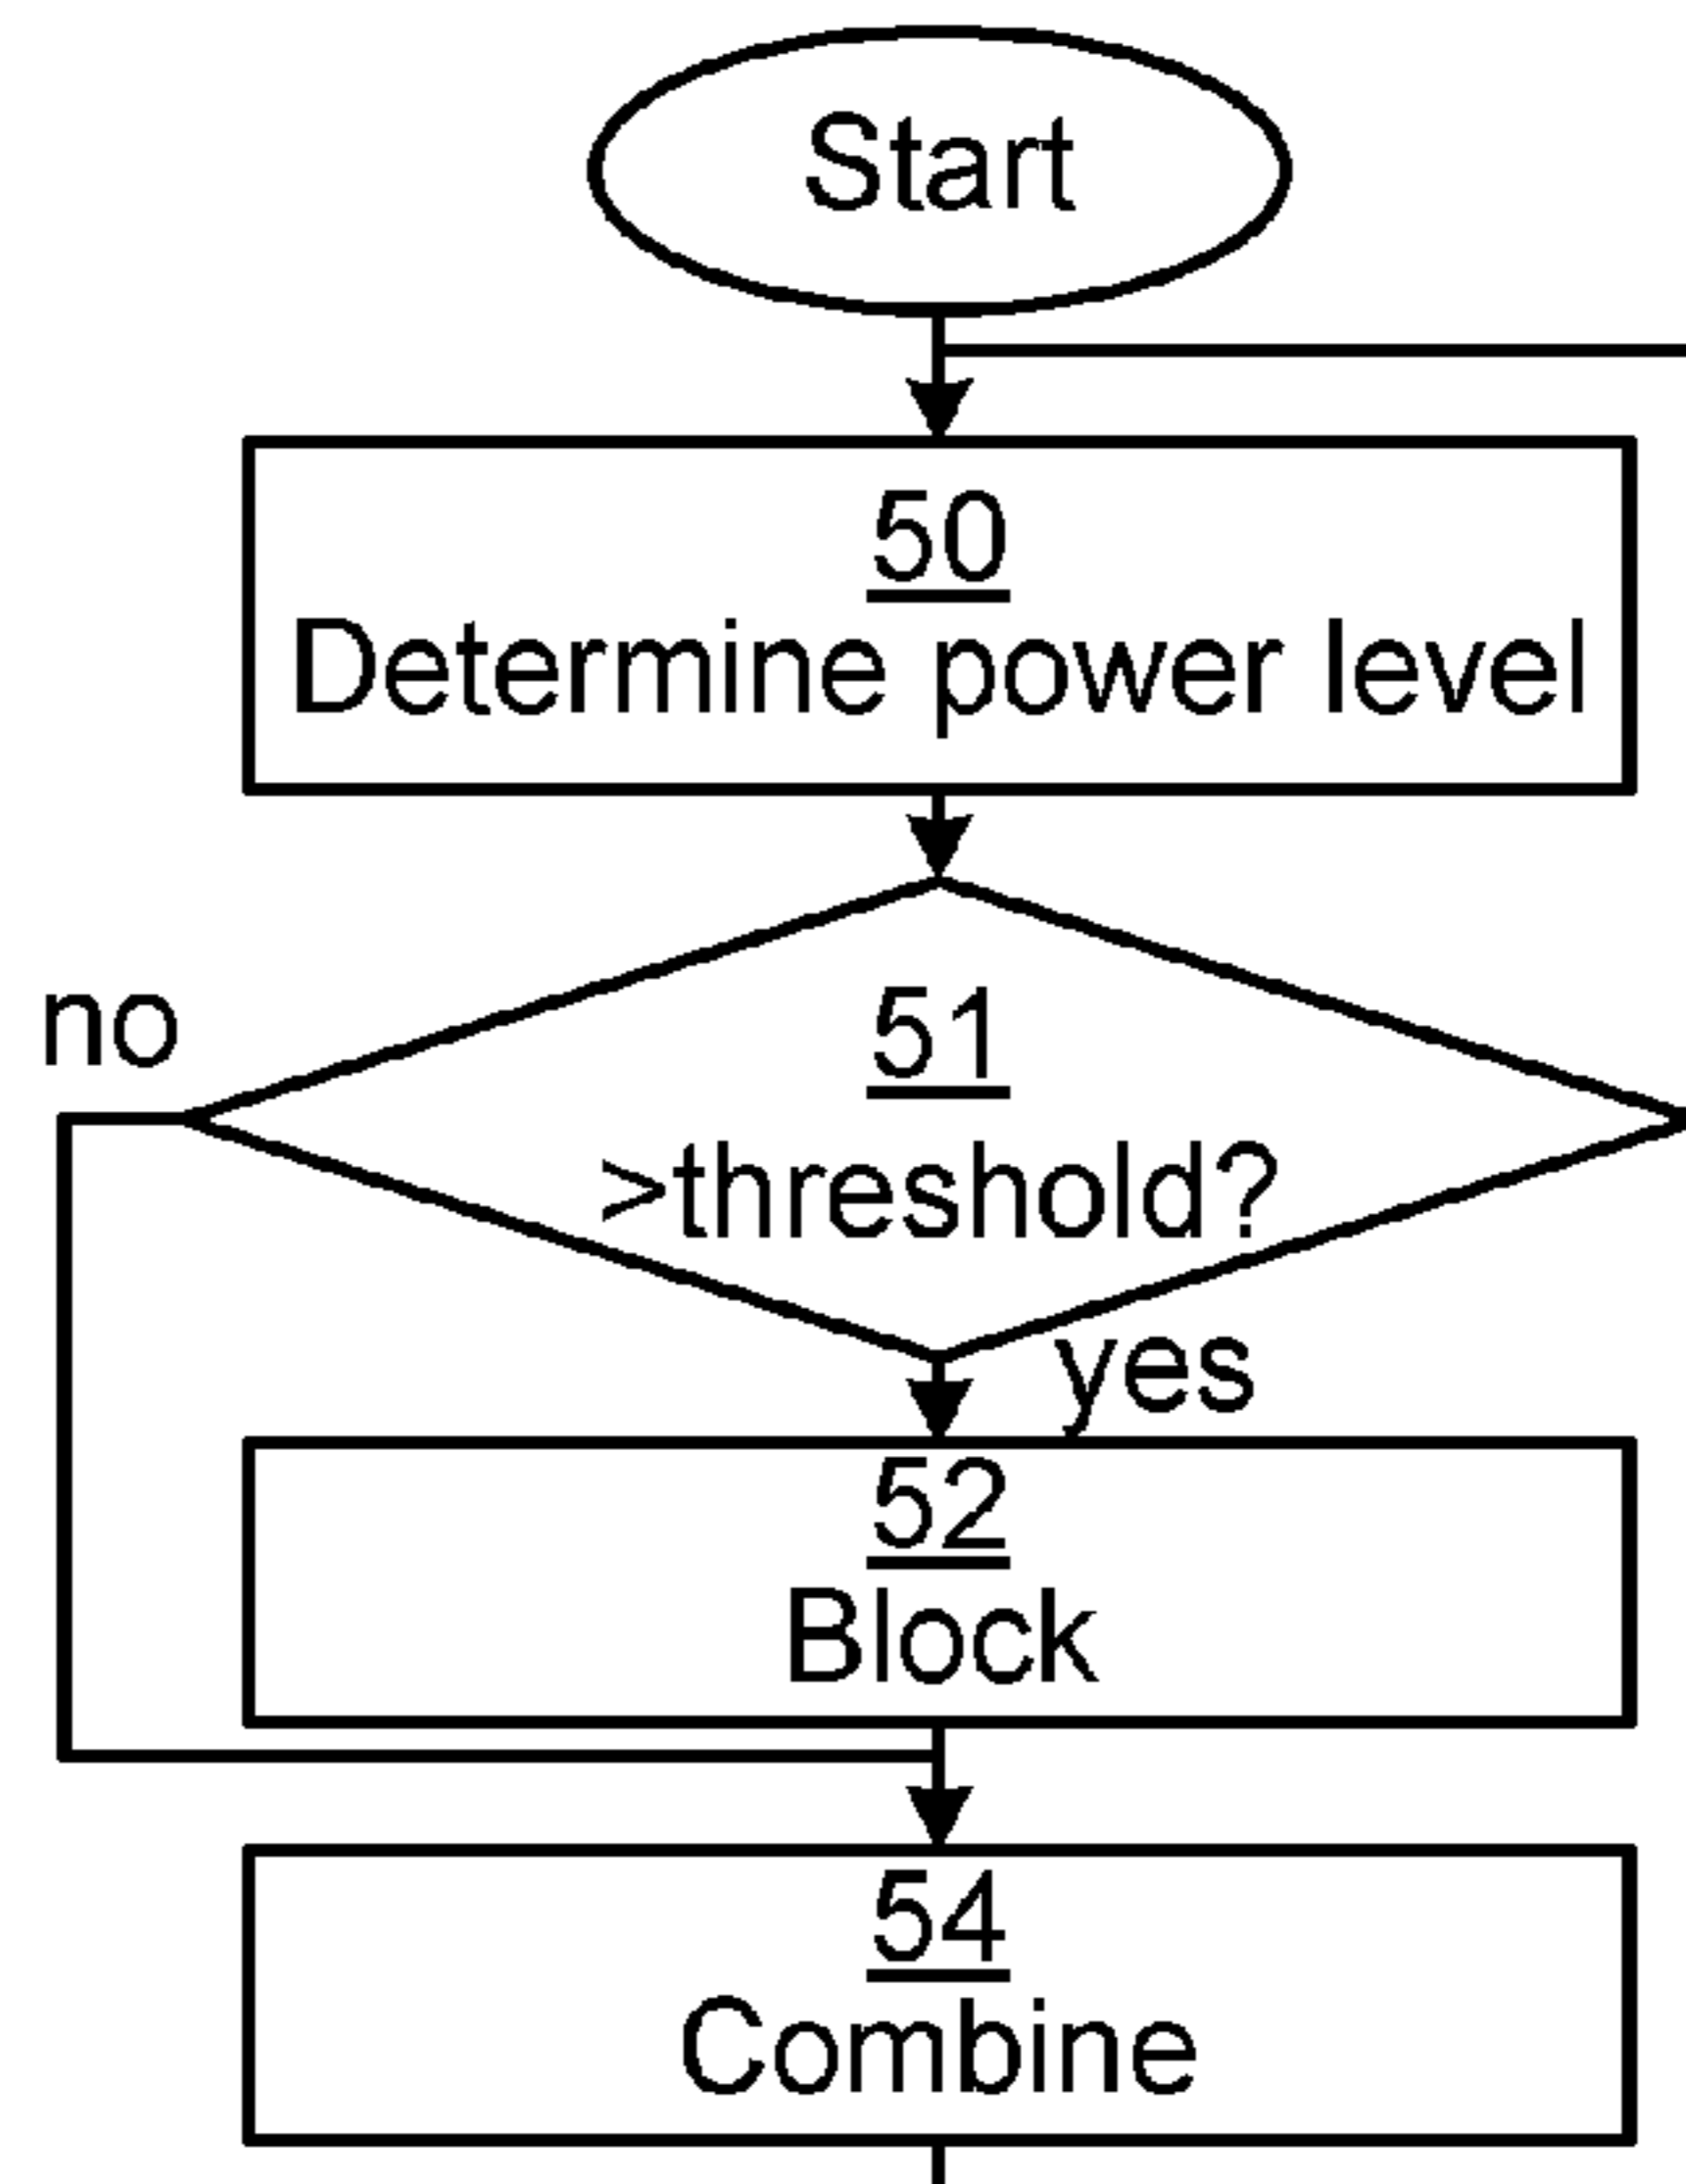 Start
50
Determine power level
no
51
>threshold?
yes
52
Block
54
Combine